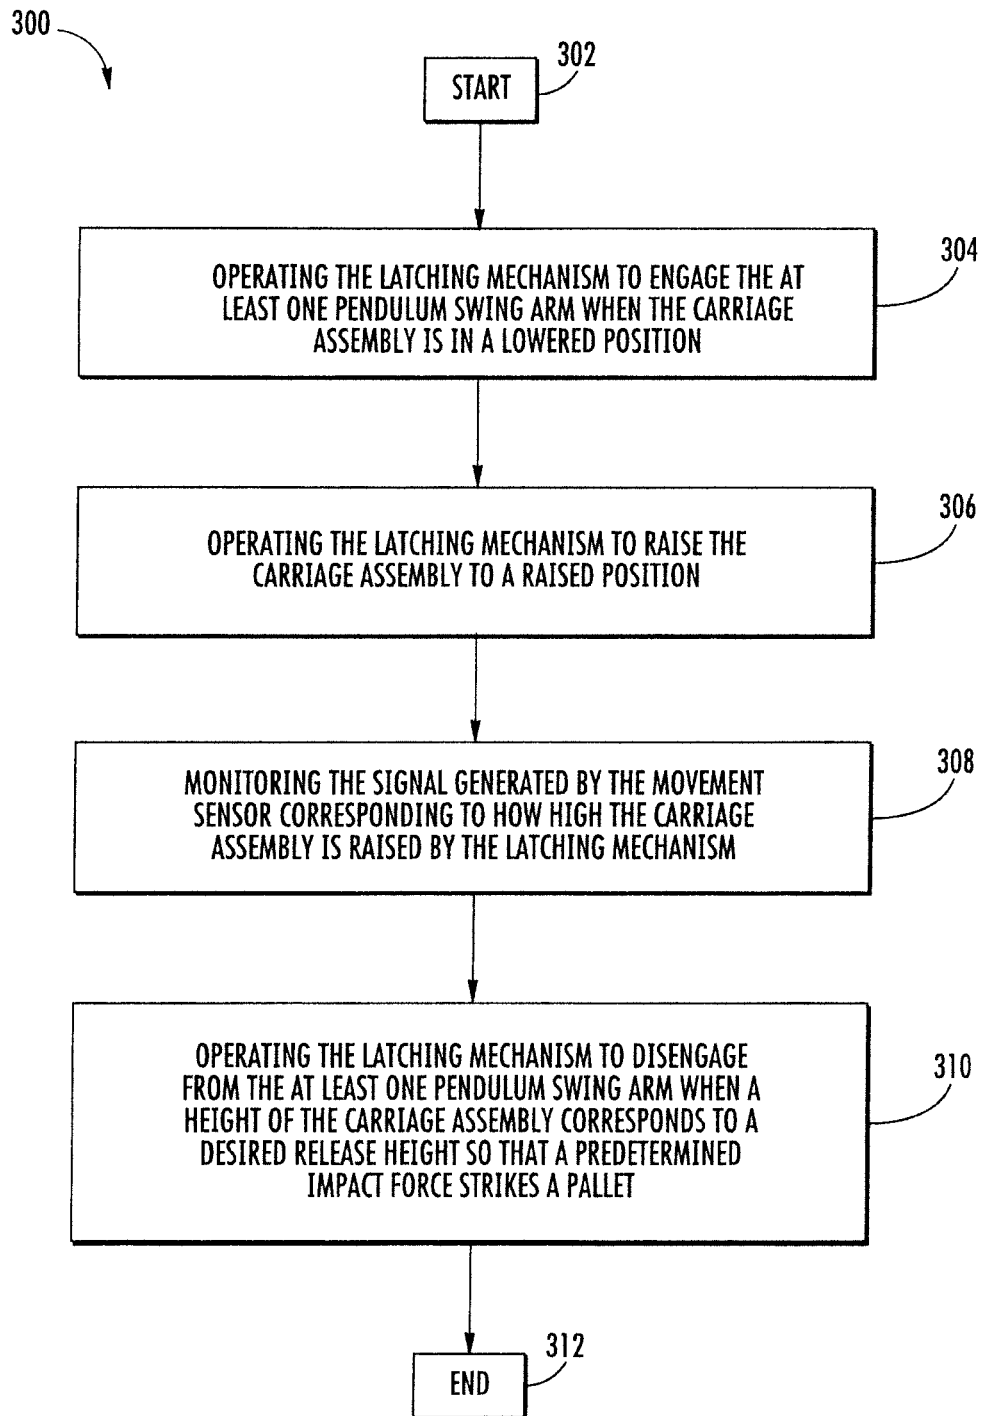 300
START
302
OPERATING THE LATCHING MECHANISM TO ENGAGE THE AT
LEAST ONE PENDULUM SWING ARM WHEN THE CARRIAGE
ASSEMBLY IS IN A LOWERED POSITION
304
OPERATING THE LATCHING MECHANISM TO RAISE THE
CARRIAGE ASSEMBLY TO A RAISED POSITION
306
MONITORING THE SIGNAL GENERATED BY THE MOVEMENT
SENSOR CORRESPONDING TO HOW HIGH THE CARRIAGE
ASSEMBLY IS RAISED BY THE LATCHING MECHANISM
308
OPERATING THE LATCHING MECHANISM TO DISENGAGE
FROM THE AT LEAST ONE PENDULUM SWING ARM WHEN A
HEIGHT OF THE CARRIAGE ASSEMBLY CORRESPONDS TO A
DESIRED RELEASE HEIGHT SO THAT A PREDETERMINED
IMPACT FORCE STRIKES A PALLET
310
END
312